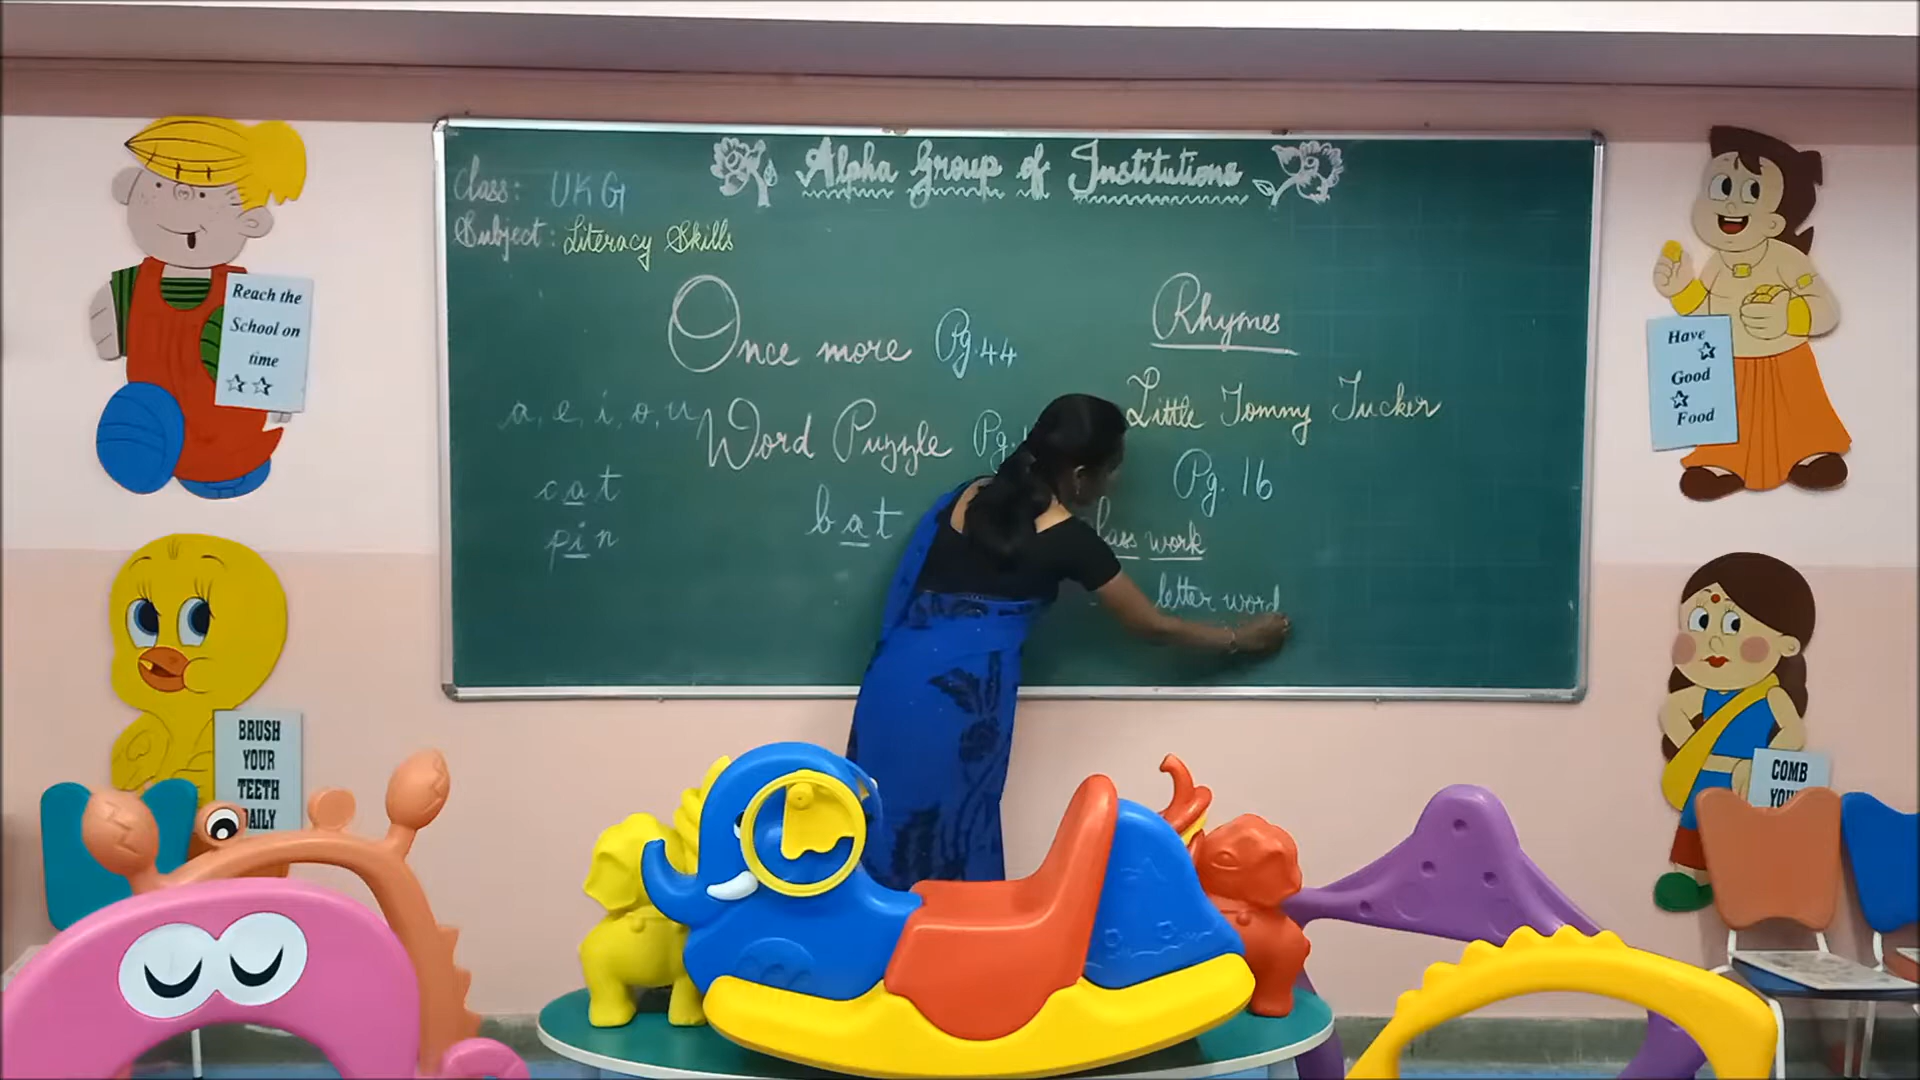 Alpha Group of Institutions
Class: UKG
Subject: Literacy Skills
Once more Pg.44
a, e, i, o, u
Word Puzzle Pg.
cat
pin
bat
Rhymes
Little Tommy Tucker
Pg. 16
work
letter word
Reach the
School on
time
BRUSH
YOUR
TEETH
DAILY
Have
Good
Food
COMB